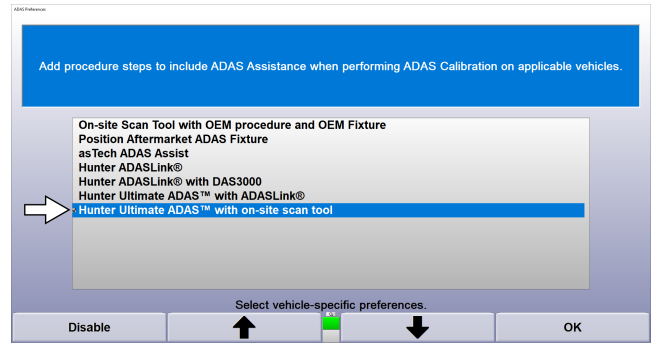 ADAS Preferences
Add procedure steps to include ADAS Assistance when performing ADAS Calibration on applicable vehicles.
On-site Scan Tool with OEM procedure and OEM Fixture
Position Aftermarket ADAS Fixture
asTech ADAS Assist
Hunter ADASLink®
Hunter ADASLink® with DAS3000
Hunter Ultimate ADAS™ with ADASLink®
Hunter Ultimate ADAS™ with on-site scan tool
Select vehicle-specific preferences.
Disable
OK